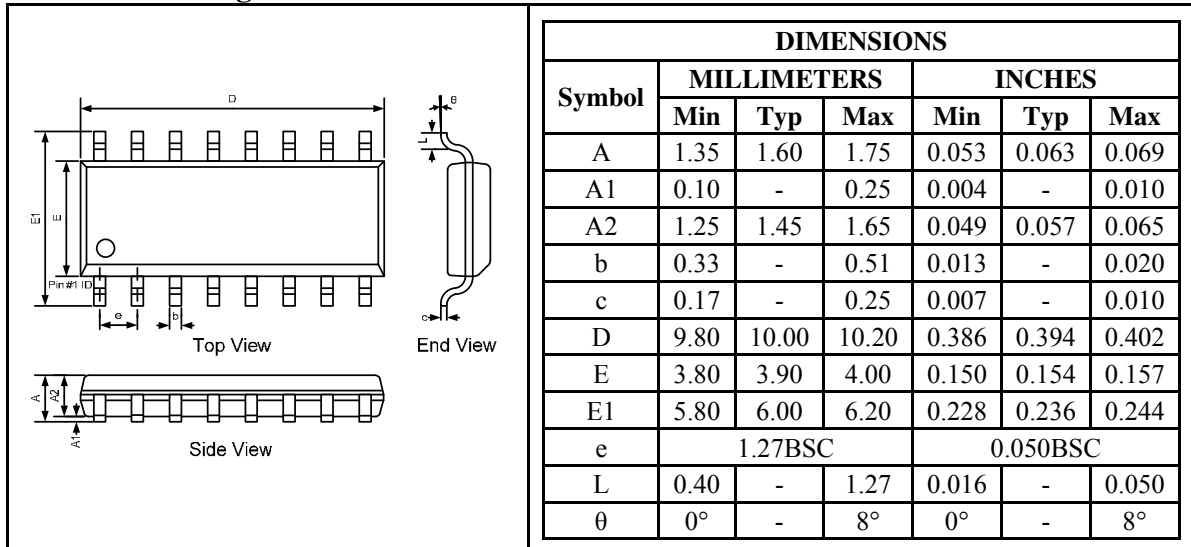 D
E1
E
Pin #1 ID
e
b
Top View
θ
L
c
End View
A
A2
A1
Side View
DIMENSIONS
Symbol MILLIMETERS INCHES
Min Typ Max Min Typ Max
A 1.35 1.60 1.75 0.053 0.063 0.069
A1 0.10 - 0.25 0.004 - 0.010
A2 1.25 1.45 1.65 0.049 0.057 0.065
b 0.33 - 0.51 0.013 - 0.020
c 0.17 - 0.25 0.007 - 0.010
D 9.80 10.00 10.20 0.386 0.394 0.402
E 3.80 3.90 4.00 0.150 0.154 0.157
E1 5.80 6.00 6.20 0.228 0.236 0.244
e 1.27BSC 0.050BSC
L 0.40 - 1.27 0.016 - 0.050
θ 0° - 8° 0° - 8°